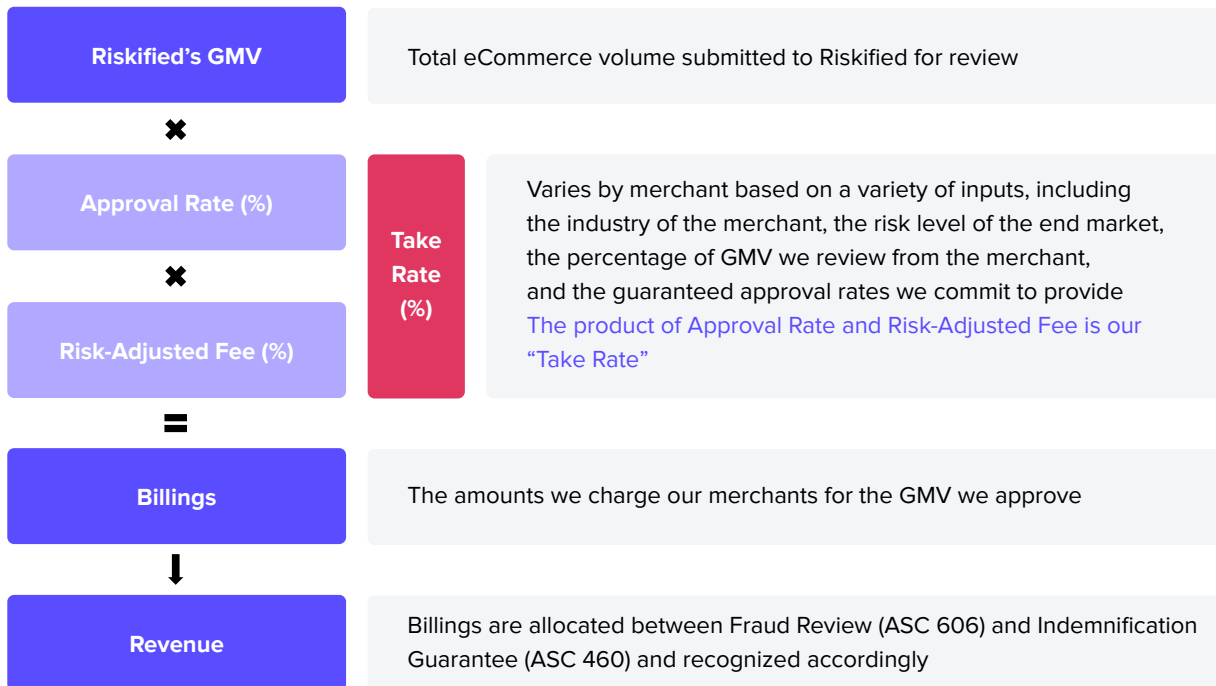 Riskified’s GMV
Total eCommerce volume submitted to Riskified for review
Approval Rate (%)
Risk-Adjusted Fee (%)
Take
Rate
(%)
Varies by merchant based on a variety of inputs, including
the industry of the merchant, the risk level of the end market,
the percentage of GMV we review from the merchant,
and the guaranteed approval rates we commit to provide
The product of Approval Rate and Risk-Adjusted Fee is our
“Take Rate”
Billings
The amounts we charge our merchants for the GMV we approve
Revenue
Billings are allocated between Fraud Review (ASC 606) and Indemnification
Guarantee (ASC 460) and recognized accordingly